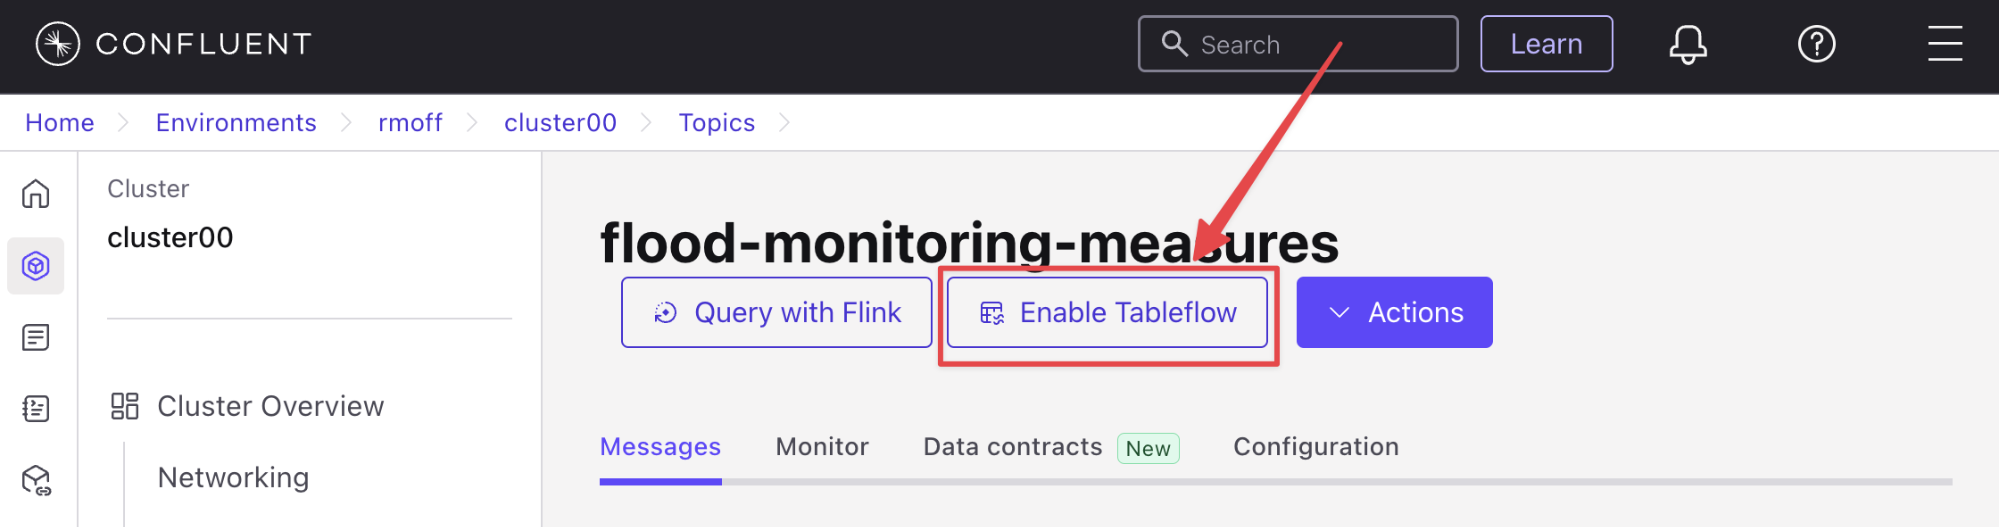 CONFLUENT
Search
Learn
Home
Environments
rmoff
cluster00
Topics
Cluster
cluster00
Cluster Overview
Networking
flood-monitoring-measures
Query with Flink
Enable Tableflow
Actions
Messages
Monitor
Data contracts New
Configuration